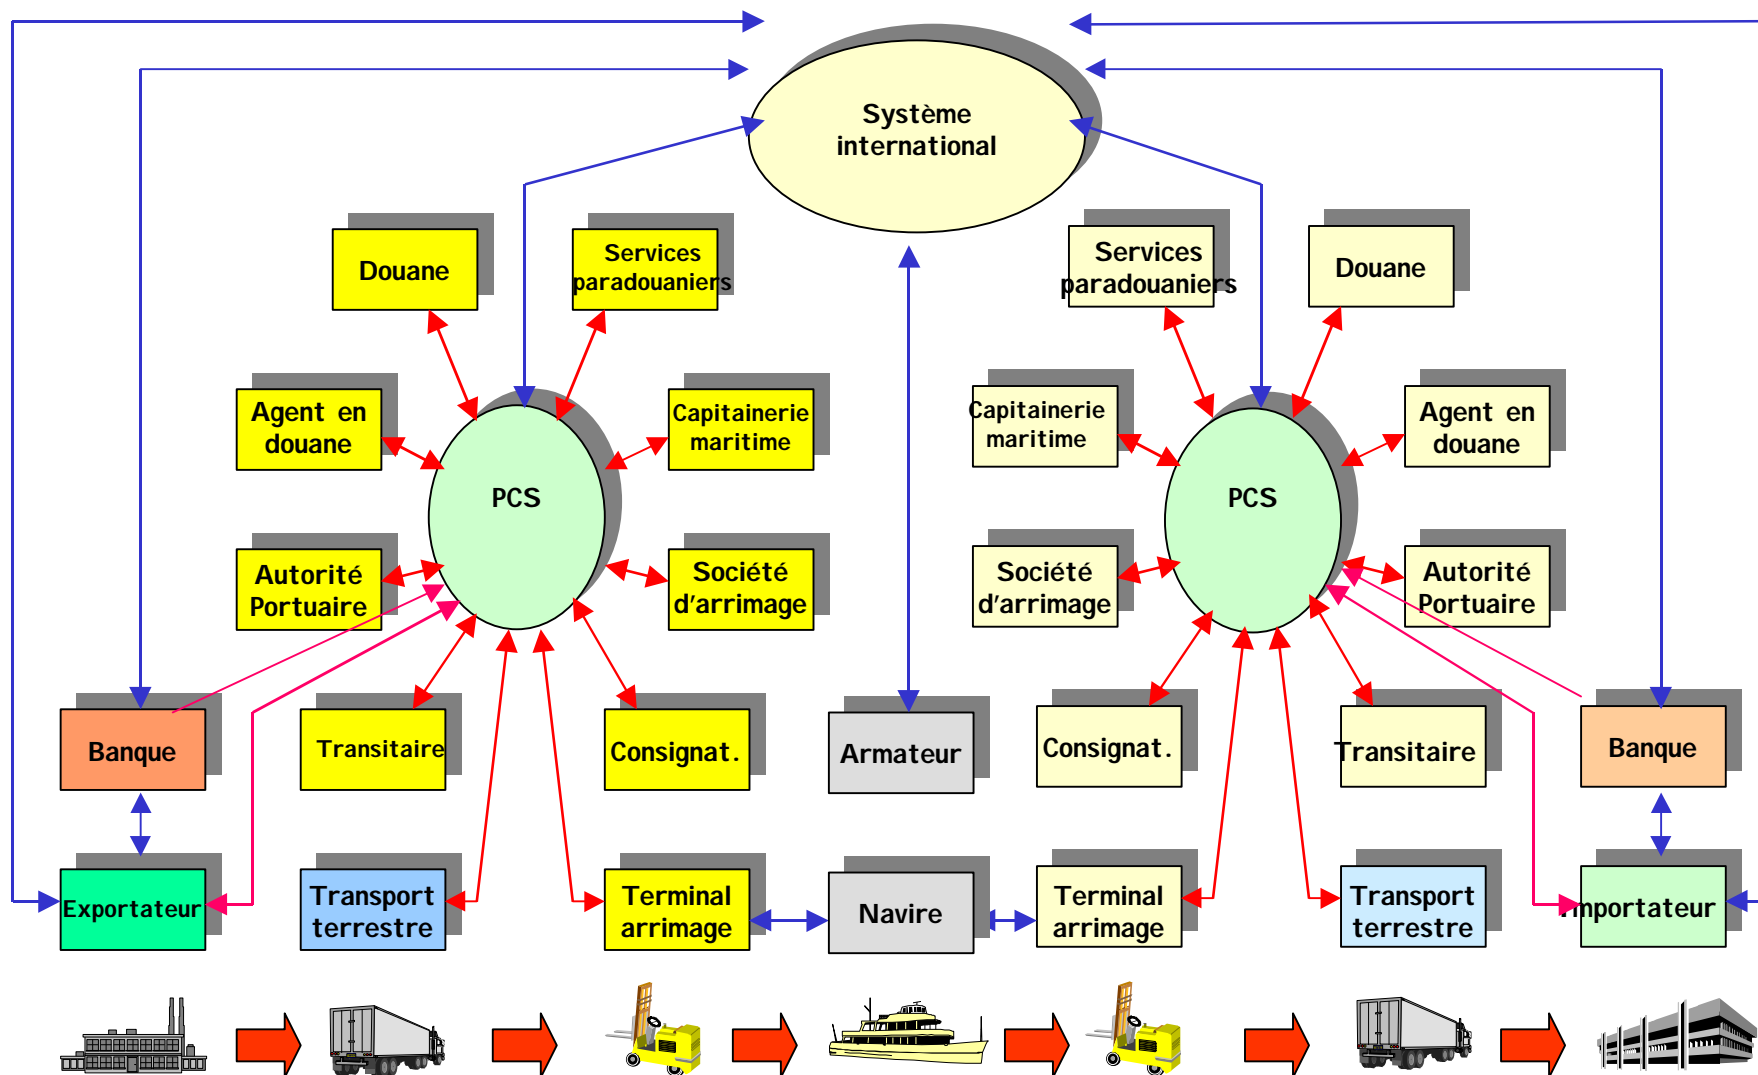 Système
international
Douane
Services
paradouaniers
Services
paradouaniers
Douane
Agent en
douane
Capitainerie
maritime
Capitainerie
maritime
Agent en
douane
PCS
PCS
Autorité
Portuaire
Société
d'arrimage
Société
d'arrimage
Autorité
Portuaire
Banque
Transitaire
Consignat.
Armateur
Consignat.
Transitaire
Banque
Exportateur
Transport
terrestre
Terminal
arrimage
Navire
Terminal
arrimage
Transport
terrestre
Importateur